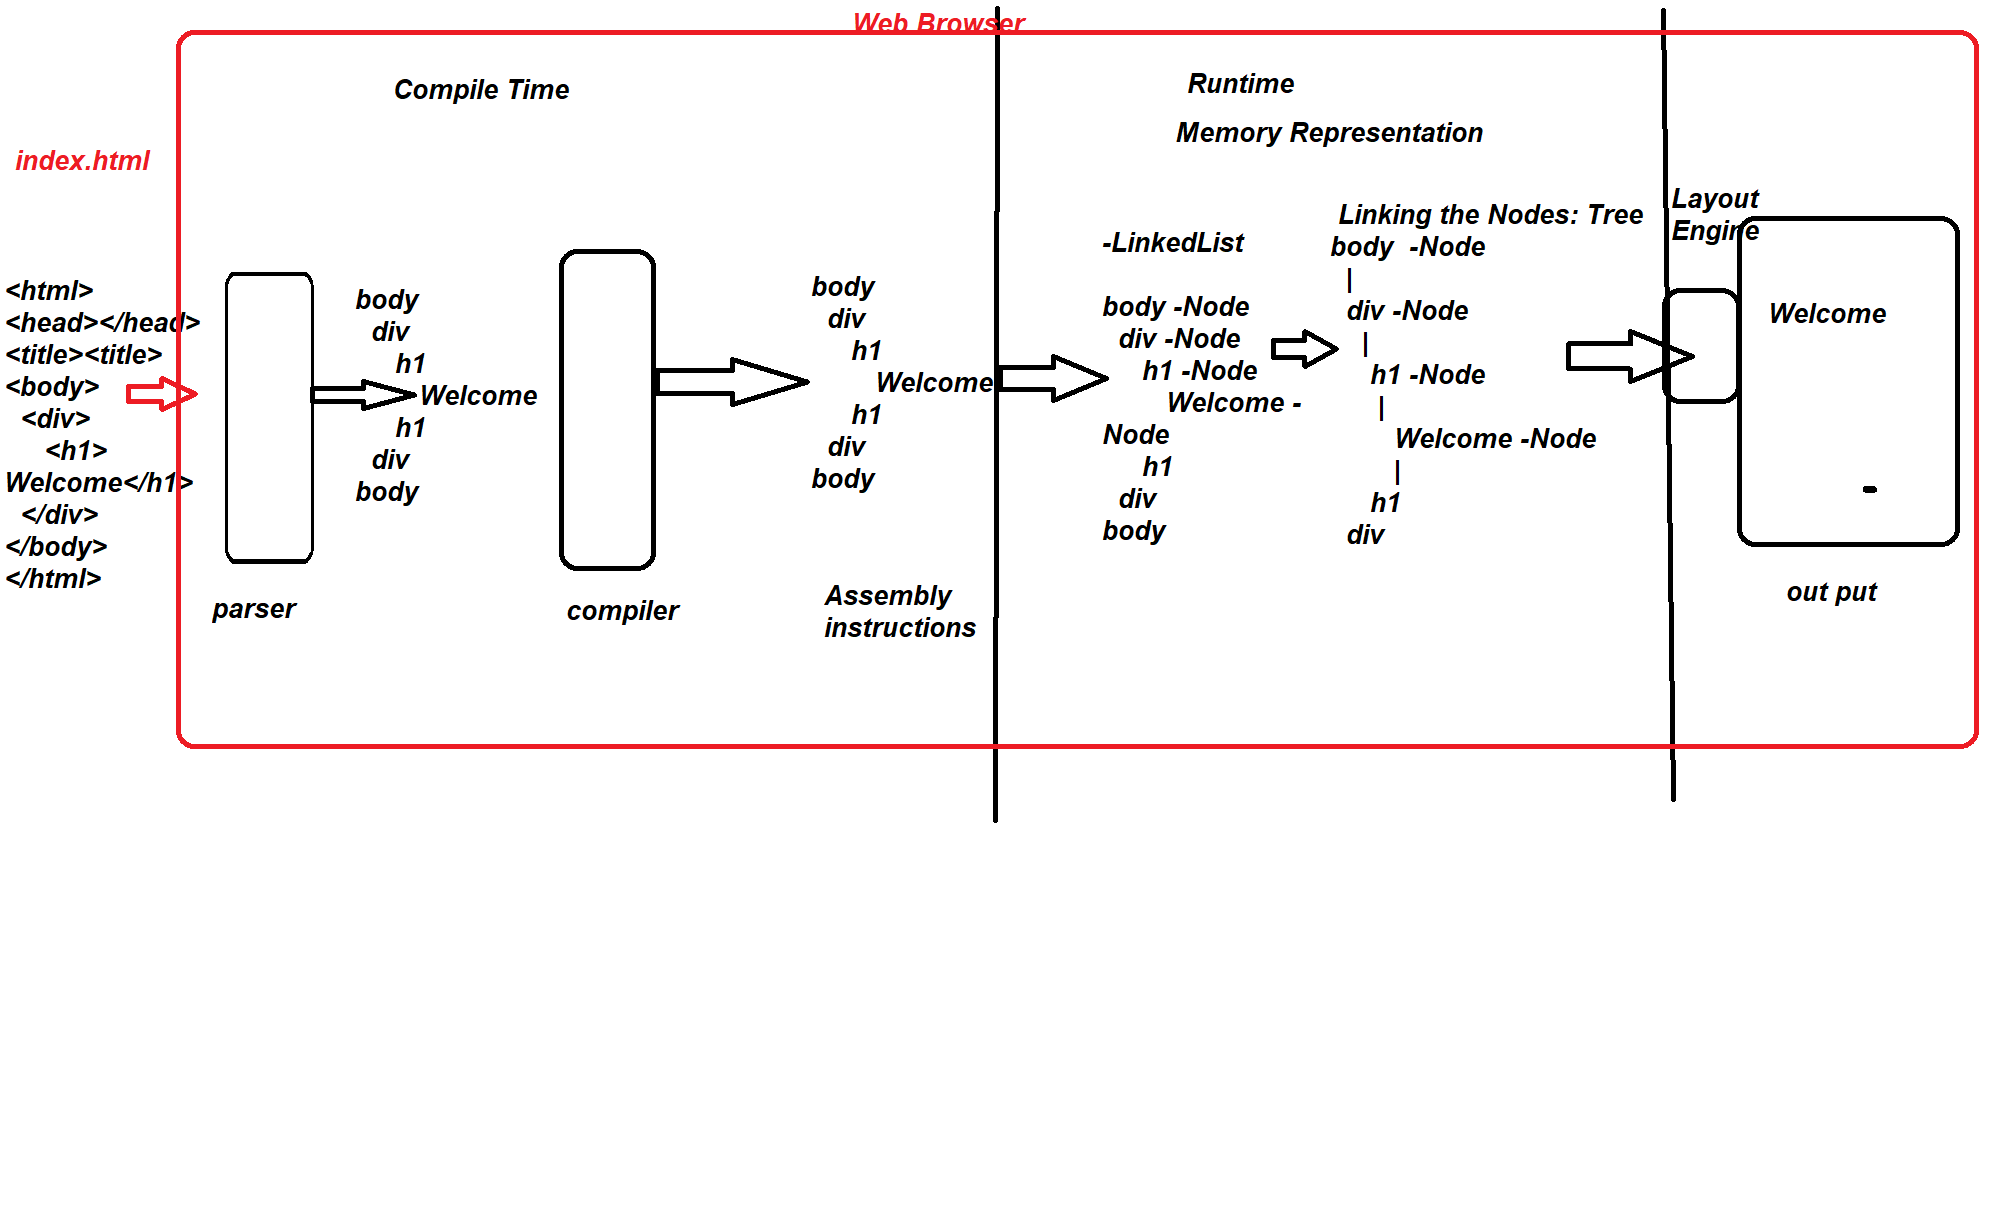 Web Browser
Compile Time
Runtime
Memory Representation
index.html
<html>
<head></head>
<title><title>
<body>
<div>
<h1>
Welcome</h1>
</div>
</body>
</html>
parser
body
div
h1
Welcome
h1
div
body
compiler
body
div
h1
Welcome
h1
div
body
Assembly
instructions
-LinkedList
body -Node
div -Node
h1 -Node
Welcome -
Node
h1
div
body
Linking the Nodes: Tree
body -Node
|
div -Node
|
h1 -Node
|
Welcome -Node
|
h1
div
Layout
Engine
Welcome
out put